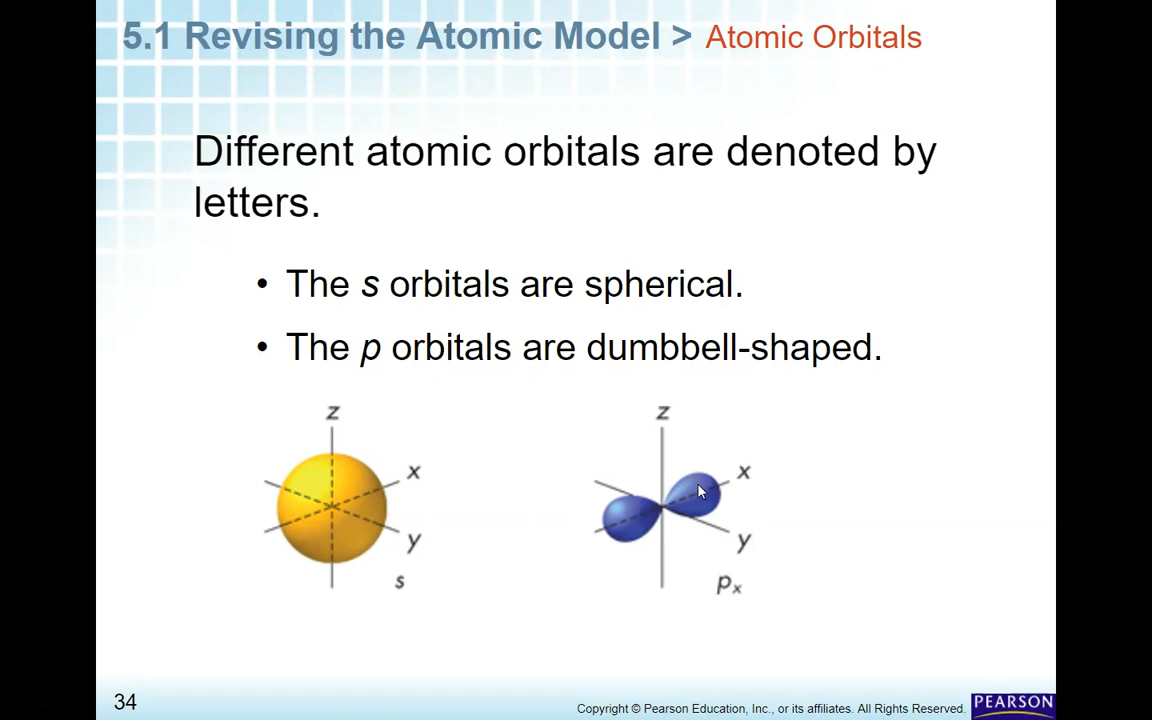 5.1 Revising the Atomic Model > Atomic Orbitals
Different atomic orbitals are denoted by
letters.
• The s orbitals are spherical.
• The p orbitals are dumbbell-shaped.
z
x
y
s
z
x
y
px
34
Copyright © Pearson Education, Inc., or its affiliates. All Rights Reserved.
PEARSON